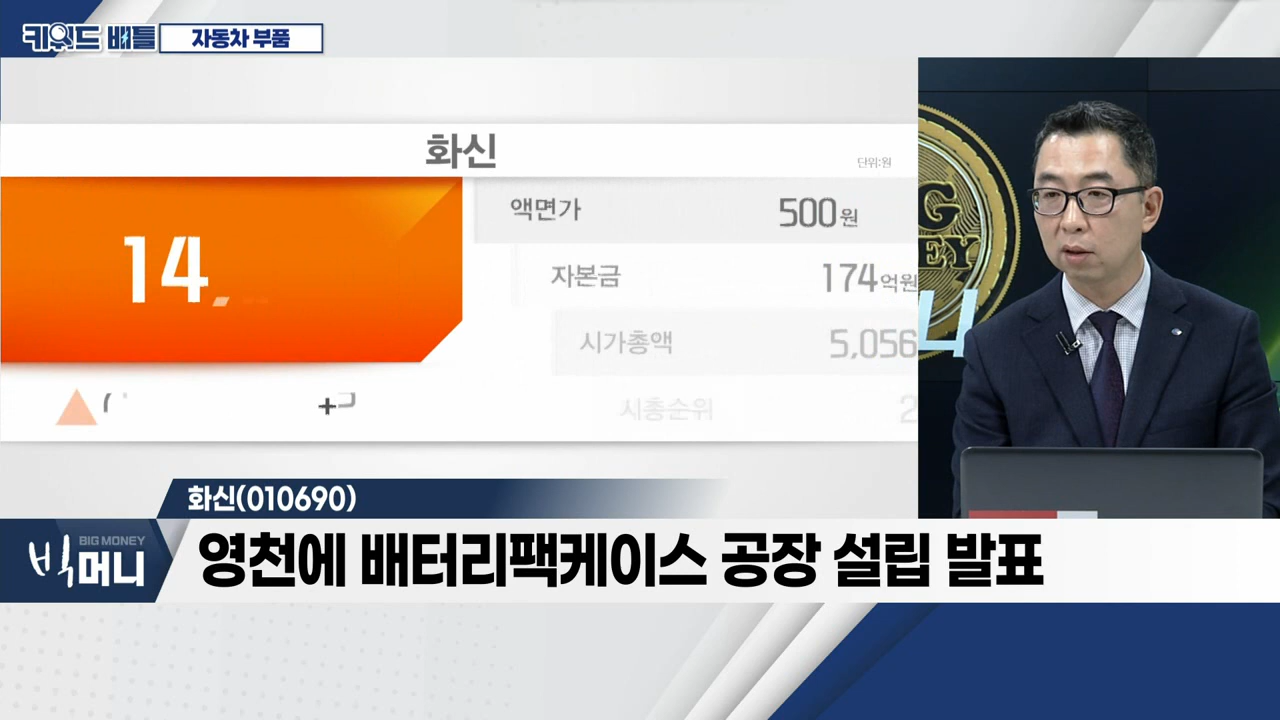 키워드 배틀
자동차 부품
화신
단위:원
14
액면가 500원
자본금 174억원
시가총액 5,056
시총순위 2
화신(010690)
BIG MONEY
빅머니
영천에 배터리팩케이스 공장 설립 발표